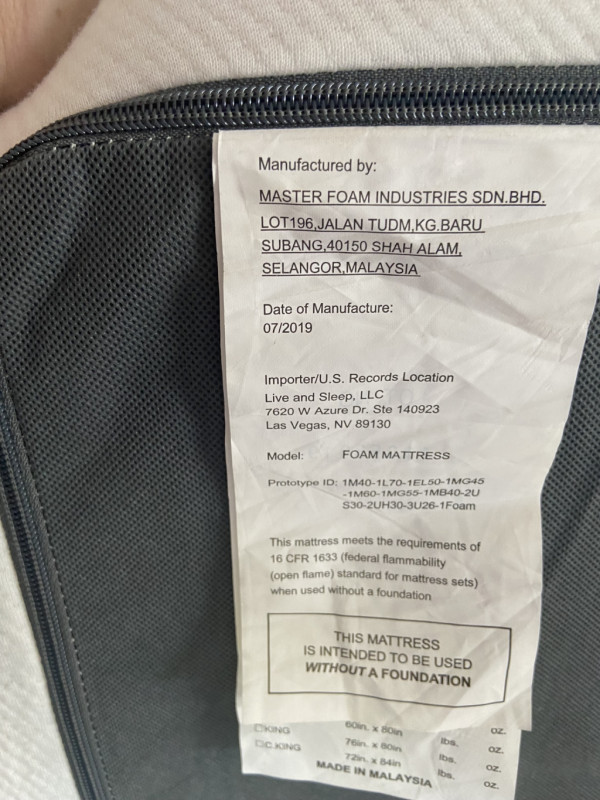 Manufactured by:
MASTER FOAM INDUSTRIES SDN.BHD.
LOT196,JALAN TUDM,KG.BARU
SUBANG,40150 SHAH ALAM,
SELANGOR,MALAYSIA
Date of Manufacture:
07/2019
Importer/U.S. Records Location
Live and Sleep, LLC
7620 W Azure Dr. Ste 140923
Las Vegas, NV 89130
Model: FOAM MATTRESS
Prototype ID: 1M40-1L70-1EL50-1MG45
-1M60-1MG55-1MB40-2U
S30-2UH30-3U26-1Foam
This mattress meets the requirements of
16 CFR 1633 (federal flammability
(open flame) standard for mattress sets)
when used without a foundation
THIS MATTRESS
IS INTENDED TO BE USED
WITHOUT A FOUNDATION
60in. x 80in. oz.
KING 76in. x 80in lbs. oz.
C.KING 72in. x 84in lbs. oz.
MADE IN MALAYSIA